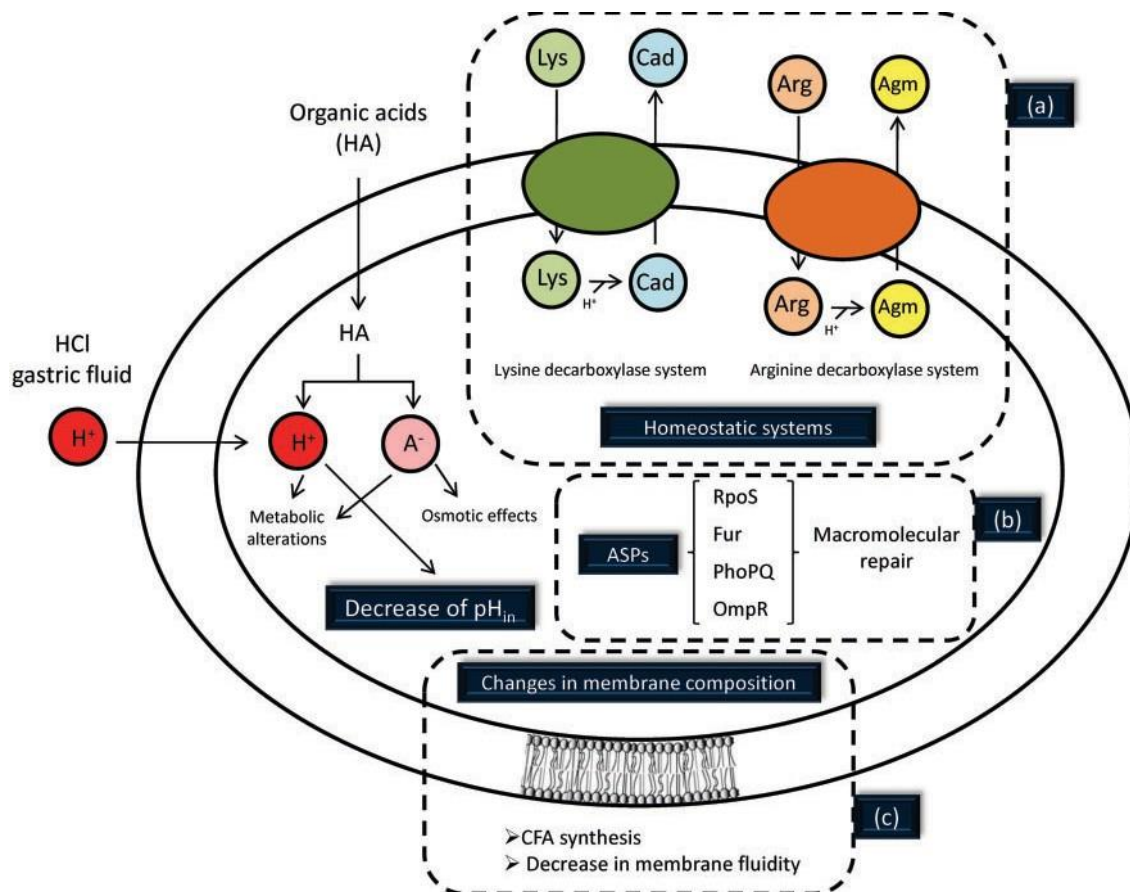 Lys
Cad
Arg
Agm
(a)
Organic acids
(HA)
Lys
H⁺
Cad
Arg
H⁺
Agm
HA
HCl
gastric fluid
Lysine decarboxylase system
Arginine decarboxylase system
H⁺
H⁺
A⁻
Homeostatic systems
Metabolic
alterations
Osmotic effects
ASPs
RpoS
Fur
PhoPQ
OmpR
Macromolecular
repair
(b)
Decrease of pHin
Changes in membrane composition
(c)
➢CFA synthesis
➢ Decrease in membrane fluidity